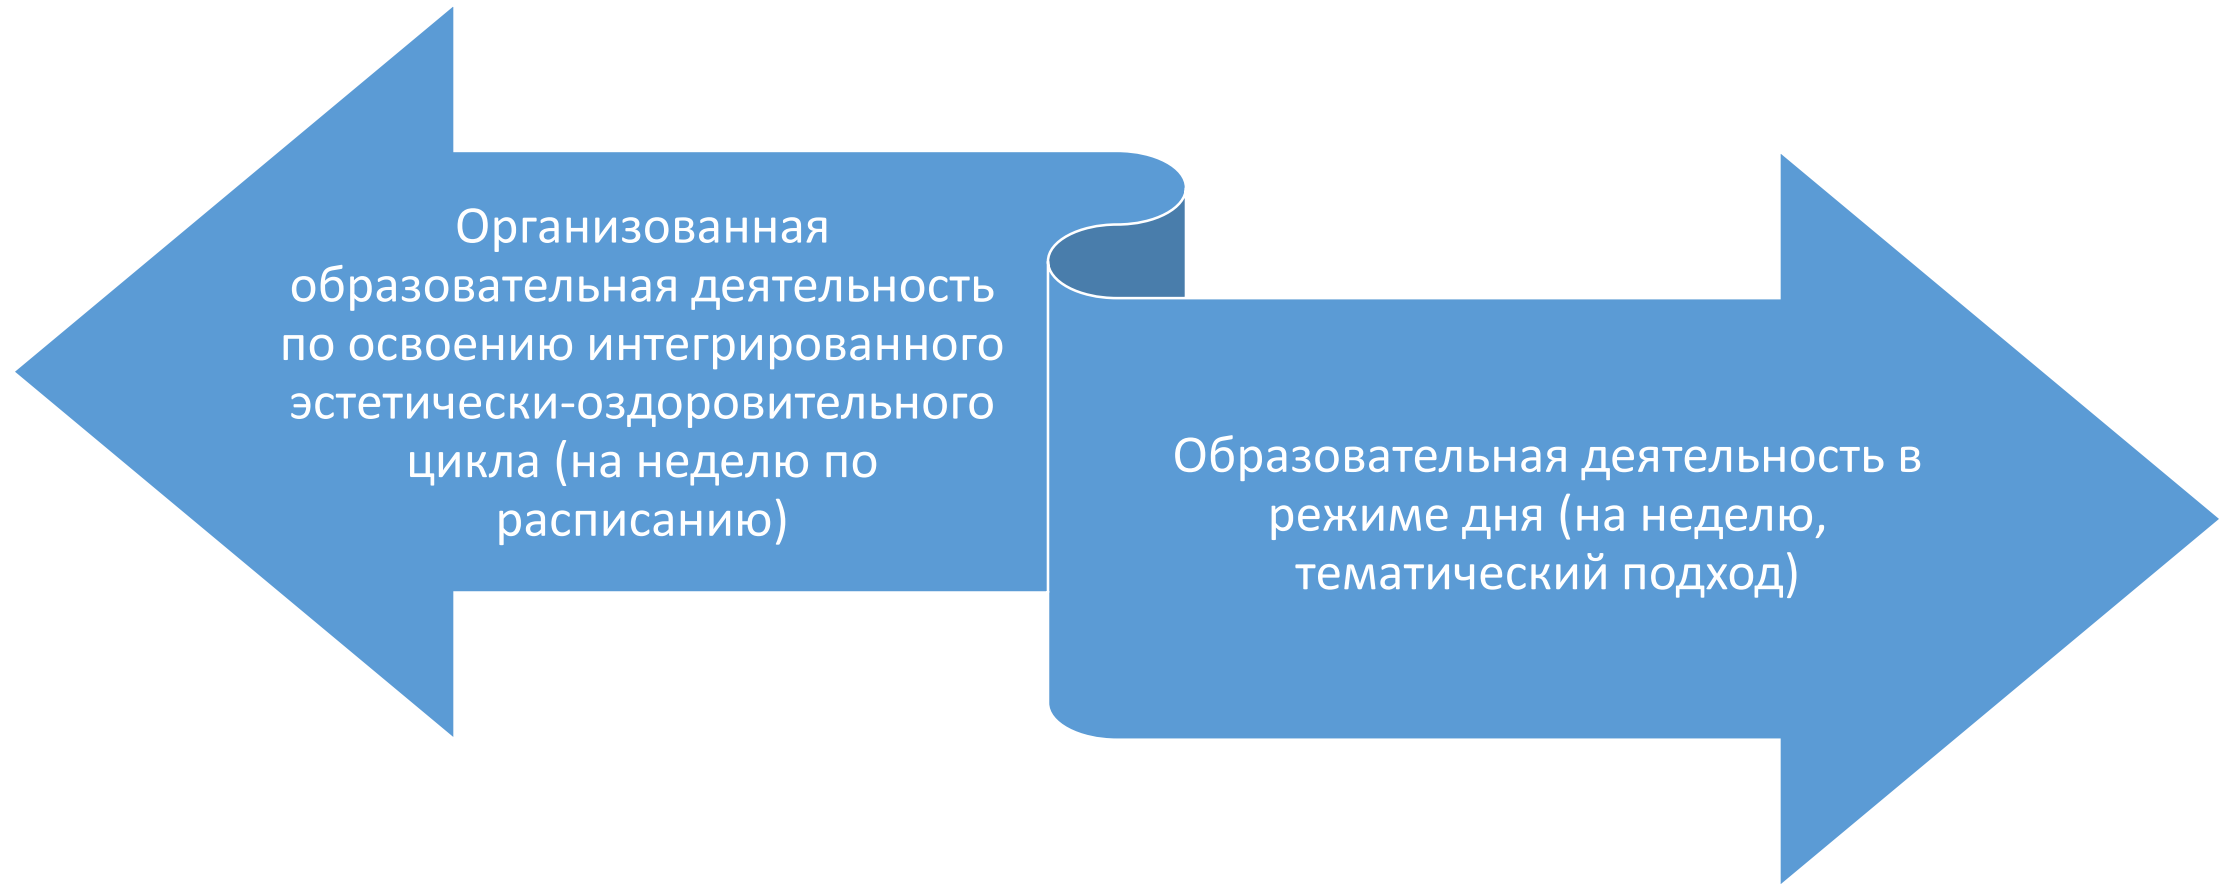 Организованная
образовательная деятельность
по освоению интегрированного
эстетически-оздоровительного
цикла (на неделю по
расписанию)
Образовательная деятельность в
режиме дня (на неделю,
тематический подход)